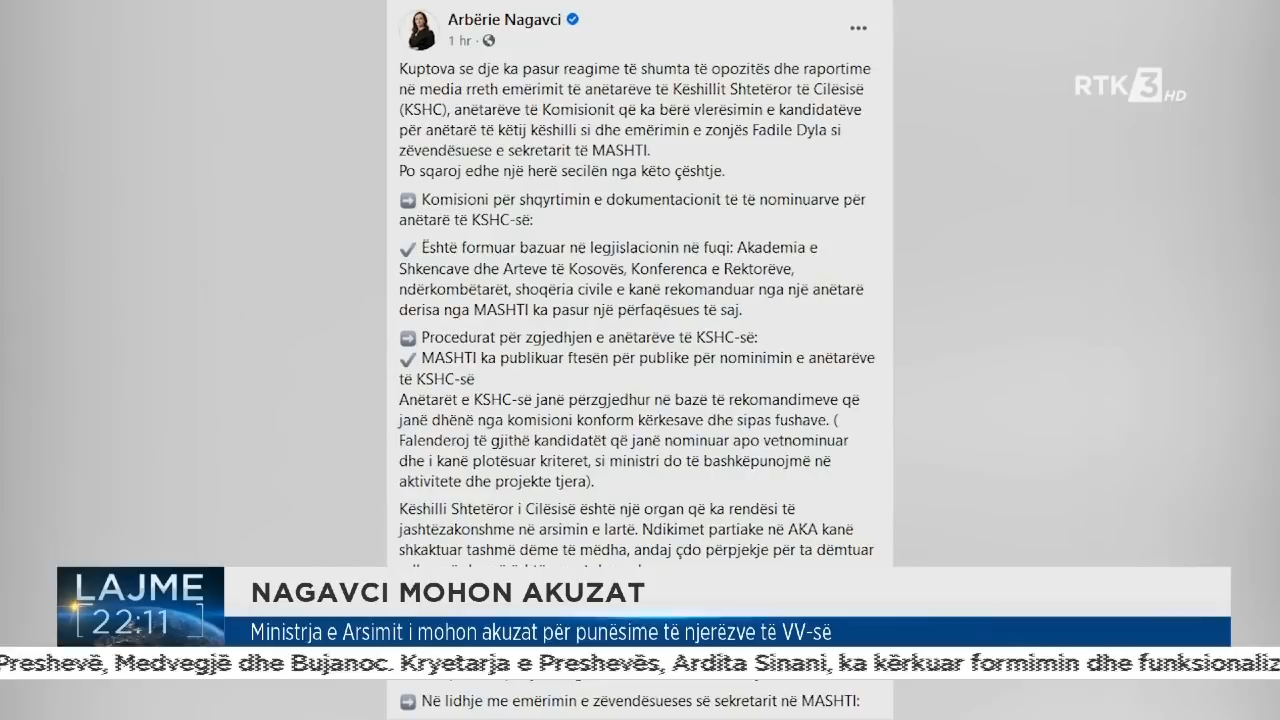 Arbërie Nagavci
1 hr ·
Kuptova se dje ka pasur reagime të shumta të opozitës dhe raportime
në media rreth emërimit të anëtarëve të Këshillit Shtetëror të Cilësisë
(KSHC), anëtarëve të Komisionit që ka bërë vlerësimin e kandidatëve
për anëtarë të këtij këshilli si dhe emërimin e zonjës Fadile Dyla si
zëvendësuese e sekretarit të MASHTI.
Po sqaroj edhe një herë secilën nga këto çështje.
➡ Komisioni për shqyrtimin e dokumentacionit të të nominuarve për
anëtarë të KSHC-së:
✔ Është formuar bazuar në legjislacionin në fuqi: Akademia e
Shkencave dhe Arteve të Kosovës, Konferenca e Rektorëve,
ndërkombëtarët, shoqëria civile e kanë rekomanduar nga një anëtarë
derisa nga MASHTI ka pasur një përfaqësues të saj.
➡ Procedurat për zgjedhjen e anëtarëve të KSHC-së:
✔ MASHTI ka publikuar ftesën për publike për nominimin e anëtarëve
të KSHC-së
Anëtarët e KSHC-së janë përzgjedhur në bazë të rekomandimeve që
janë dhënë nga komisioni konform kërkesave dhe sipas fushave. (
Falenderoj të gjithë kandidatët që janë nominuar apo vetnominuar
dhe i kanë plotësuar kriteret, si ministri do të bashkëpunojmë në
aktivitete dhe projekte tjera).
Këshilli Shtetëror i Cilësisë është një organ që ka rendësi të
jashtëzakonshme në arsimin e lartë. Ndikimet partiake në AKA kanë
shkaktuar tashmë dëme të mëdha, andaj çdo përpjekje për ta dëmtuar
RTK 3 HD
LAJME
22:11
NAGAVCI MOHON AKUZAT
Ministrja e Arsimit i mohon akuzat për punësime të njerëzve të VV-së
Preshevë, Medvegjë dhe Bujanoc. Kryetarja e Preshevës, Ardita Sinani, ka kërkuar formimin dhe funksionaliz
➡ Në lidhje me emërimin e zëvendësueses së sekretarit në MASHTI: